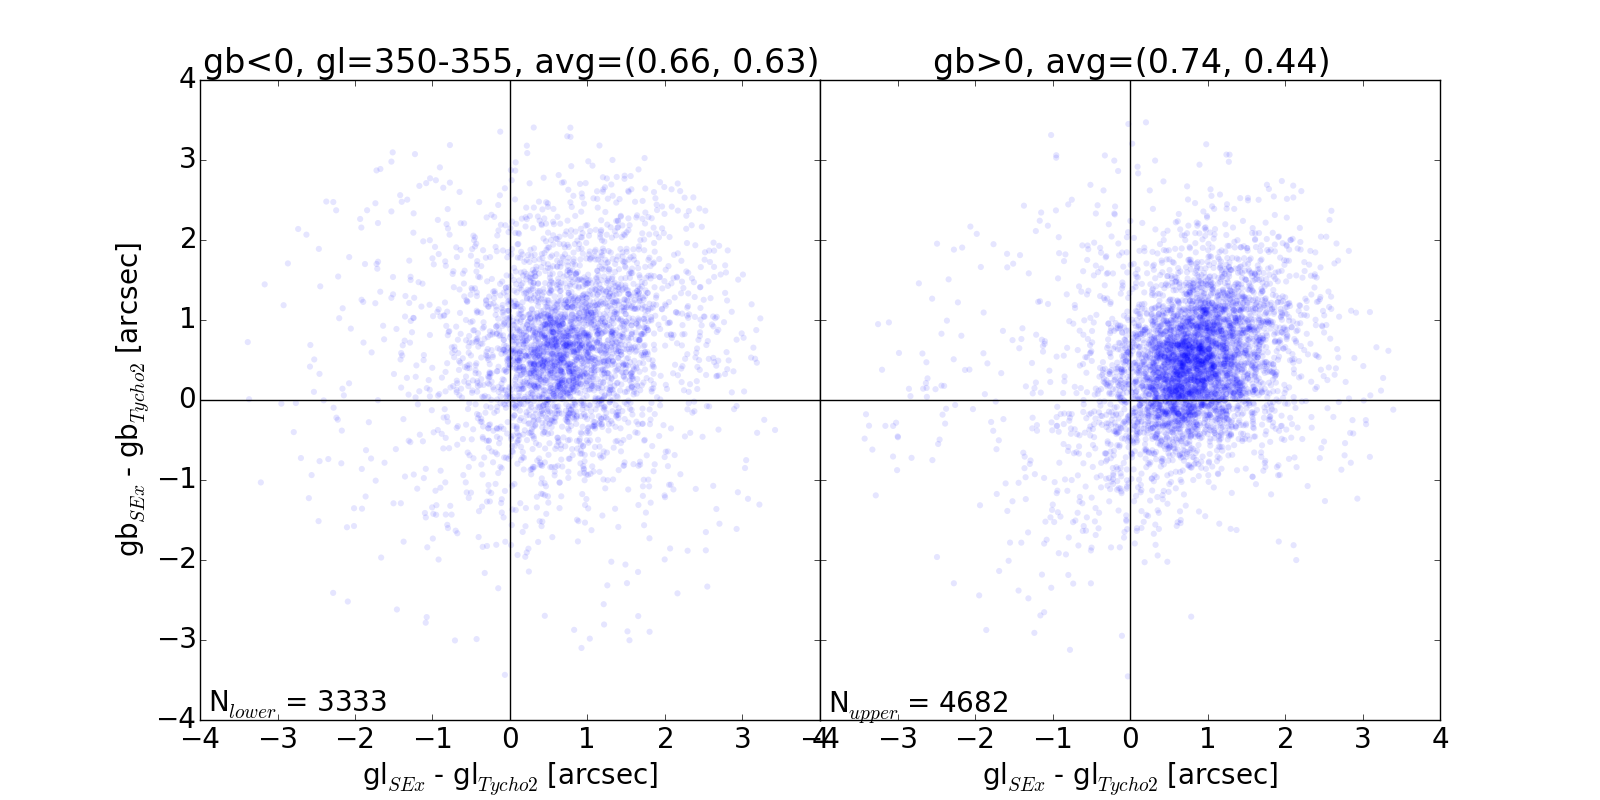 gb<0, gl=350-355, avg=(0.66, 0.63)
gb>0, avg=(0.74, 0.44)
4
3
2
1
0
−1
−2
−3
−4
gb_SEx - gb_Tycho2 [arcsec]
N_lower = 3333
N_upper = 4682
−4 −3 −2 −1 0 1 2 3 4
−4 −3 −2 −1 0 1 2 3 4
gl_SEx - gl_Tycho2 [arcsec]
gl_SEx - gl_Tycho2 [arcsec]